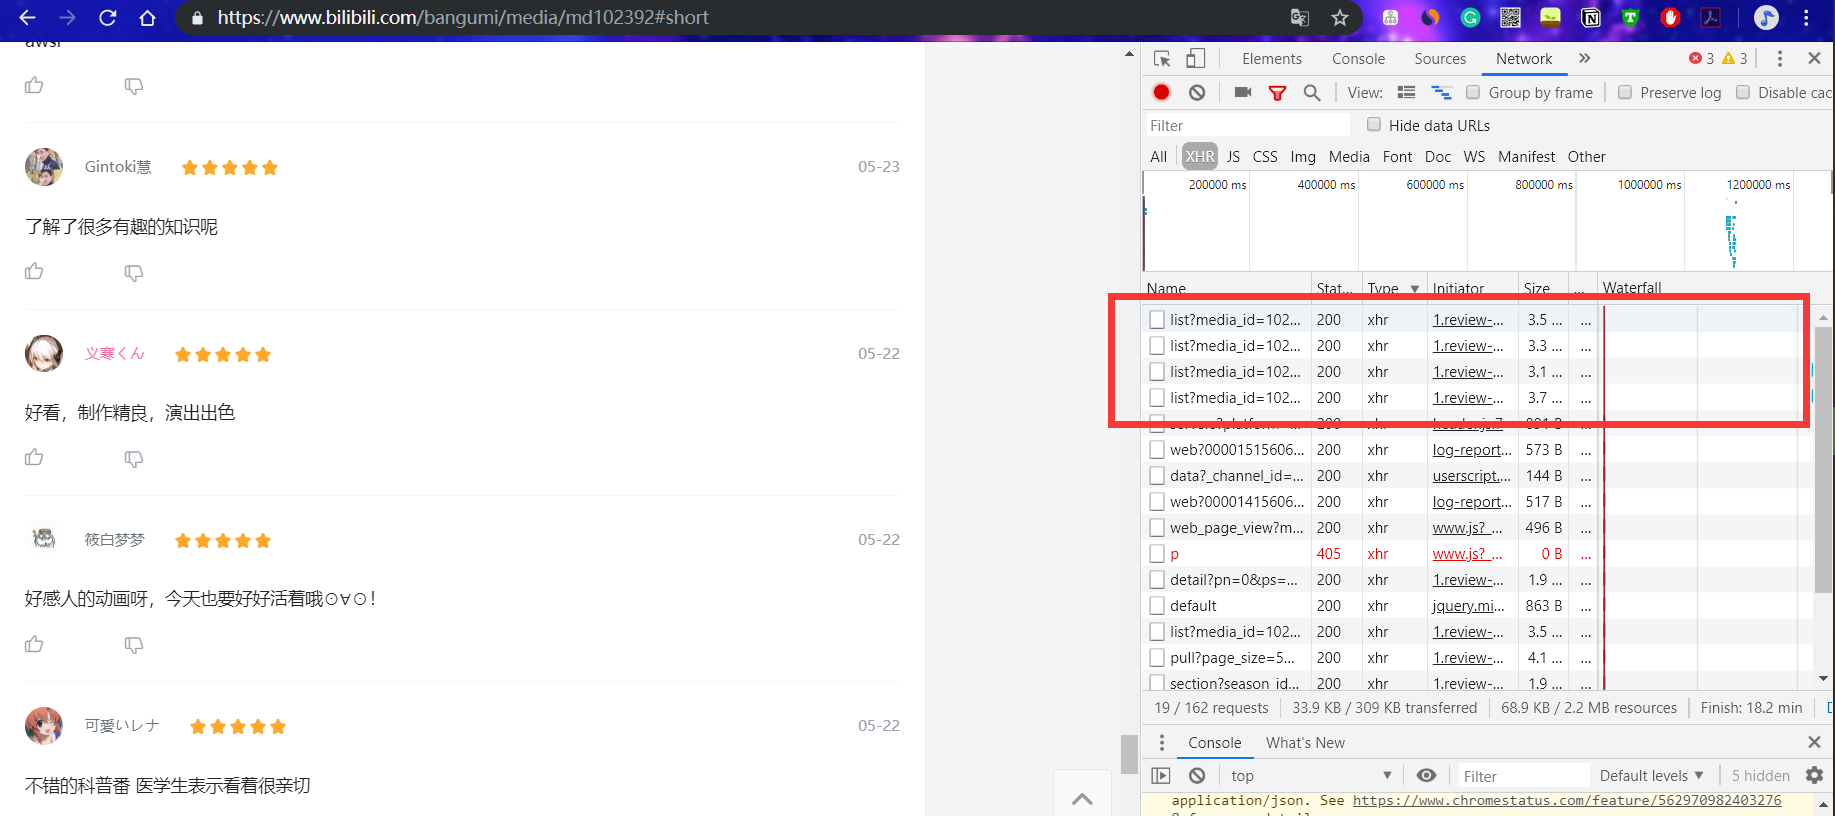 https://www.bilibili.com/bangumi/media/md102392#short
awsl
Gintoki慧
05-23
了解了很多有趣的知识呢
义寒くん
05-22
好看，制作精良，演出出色
筱白梦梦
05-22
好感人的动画呀，今天也要好好活着哦⊙∀⊙！
可愛いレナ
05-22
不错的科普番 医学生表示看着很亲切
Elements Console Sources Network » 3 3
View: Group by frame Preserve log Disable cac
Filter Hide data URLs
All XHR JS CSS Img Media Font Doc WS Manifest Other
200000 ms 400000 ms 600000 ms 800000 ms 1000000 ms 1200000 ms
Name Stat... Type ▼ Initiator Size ... Waterfall
list?media_id=102... 200 xhr 1.review-... 3.5 ... ...
list?media_id=102... 200 xhr 1.review-... 3.3 ... ...
list?media_id=102... 200 xhr 1.review-... 3.1 ... ...
list?media_id=102... 200 xhr 1.review-... 3.7 ... ...
web?00001515606... 200 xhr log-report... 573 B ...
data?_channel_id=... 200 xhr userscript.... 144 B ...
web?00001415606... 200 xhr log-report... 517 B ...
web_page_view?m... 200 xhr www.js?_... 496 B ...
p 405 xhr www.js?_... 0 B ...
detail?pn=0&ps=... 200 xhr 1.review-... 1.9 ... ...
default 200 xhr jquery.mi... 863 B ...
list?media_id=102... 200 xhr 1.review-... 3.5 ... ...
pull?page_size=5... 200 xhr 1.review-... 4.1 ... ...
section?season_id... 200 xhr 1.review-... 1.9 ... ...
19 / 162 requests 33.9 KB / 309 KB transferred 68.9 KB / 2.2 MB resources Finish: 18.2 min
Console What's New
top ▼ Filter Default levels ▼ 5 hidden
application/json. See https://www.chromestatus.com/feature/562970982403276